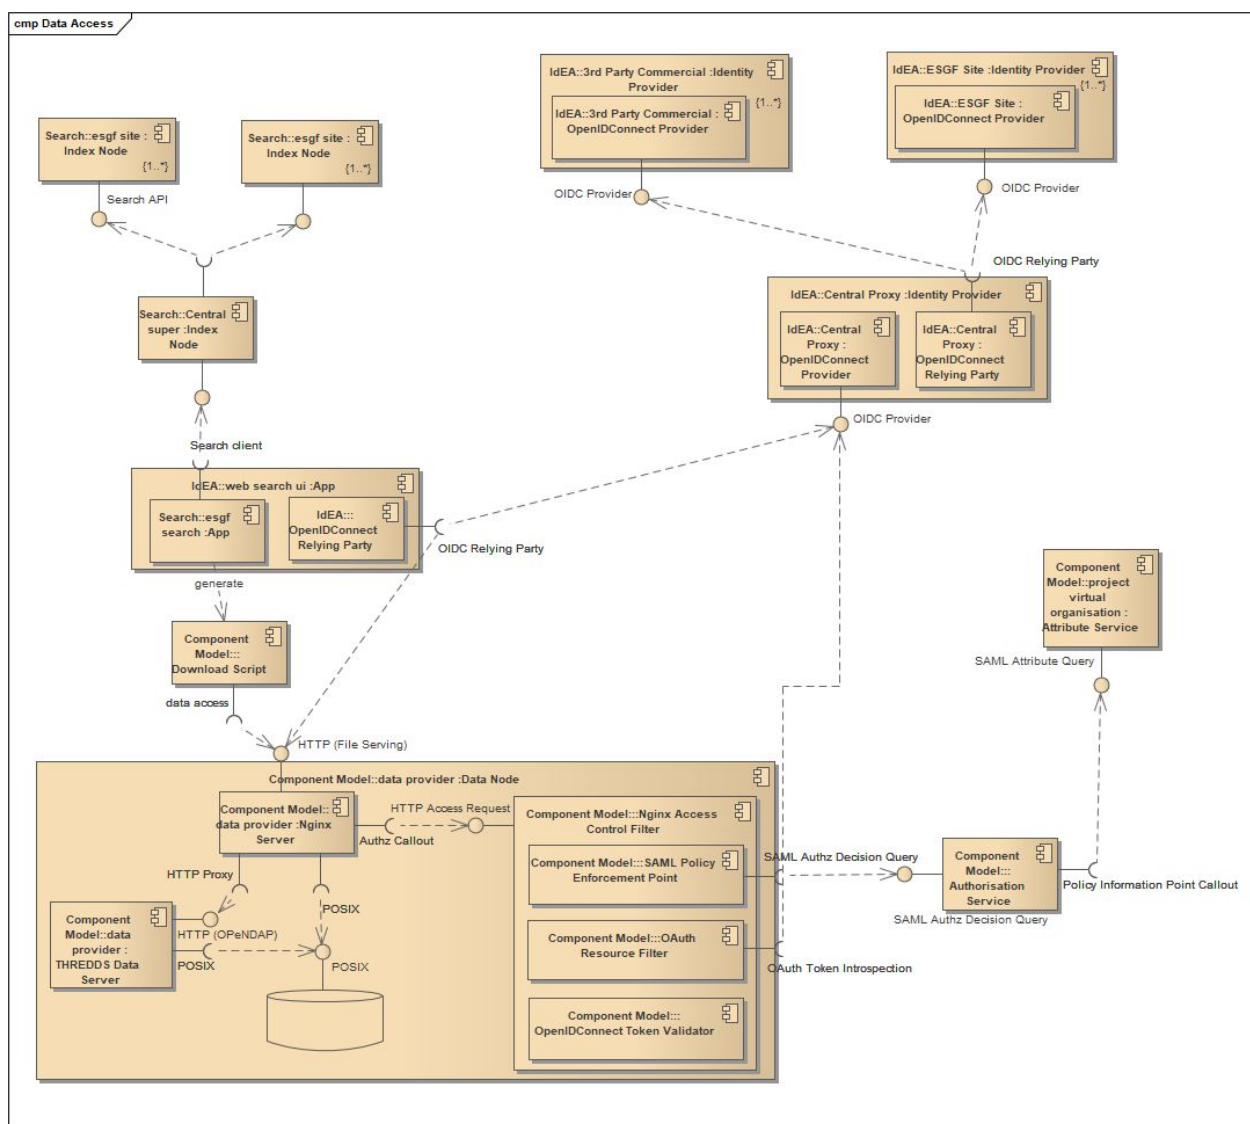 cmp Data Access
IdEA::3rd Party Commercial :Identity
Provider
{1..*}
IdEA::3rd Party Commercial :
OpenIDConnect Provider
IdEA::ESGF Site :Identity Provider
{1..*}
IdEA::ESGF Site :
OpenIDConnect Provider
Search::esgf site :
Index Node
{1..*}
Search::esgf site :
Index Node
{1..*}
Search API
OIDC Provider
OIDC Provider
OIDC Relying Party
Search::Central
super :Index
Node
IdEA::Central Proxy :Identity Provider
IdEA::Central
Proxy :
OpenIDConnect
Provider
IdEA::Central
Proxy :
OpenIDConnect
Relying Party
OIDC Provider
Search client
IdEA::web search ui :App
Search::esgf
search :App
IdEA:::
OpenIDConnect
Relying Party
OIDC Relying Party
generate
Component
Model:::
Download Script
data access
Component
Model::project
virtual
organisation :
Attribute Service
SAML Attribute Query
HTTP (File Serving)
Component Model::data provider :Data Node
Component Model::
data provider :Nginx
Server
HTTP Access Request
Authz Callout
Component Model:::Nginx Access
Control Filter
Component Model:::SAML Policy
Enforcement Point
SAML Authz Decision Query
Component
Model:::
Authorisation
Service
Policy Information Point Callout
SAML Authz Decision Query
HTTP Proxy
POSIX
Component
Model::data
provider :
THREDDS Data
Server
HTTP (OPeNDAP)
POSIX
POSIX
Component Model:::OAuth
Resource Filter
OAuth Token Introspection
Component Model:::
OpenIDConnect Token Validator